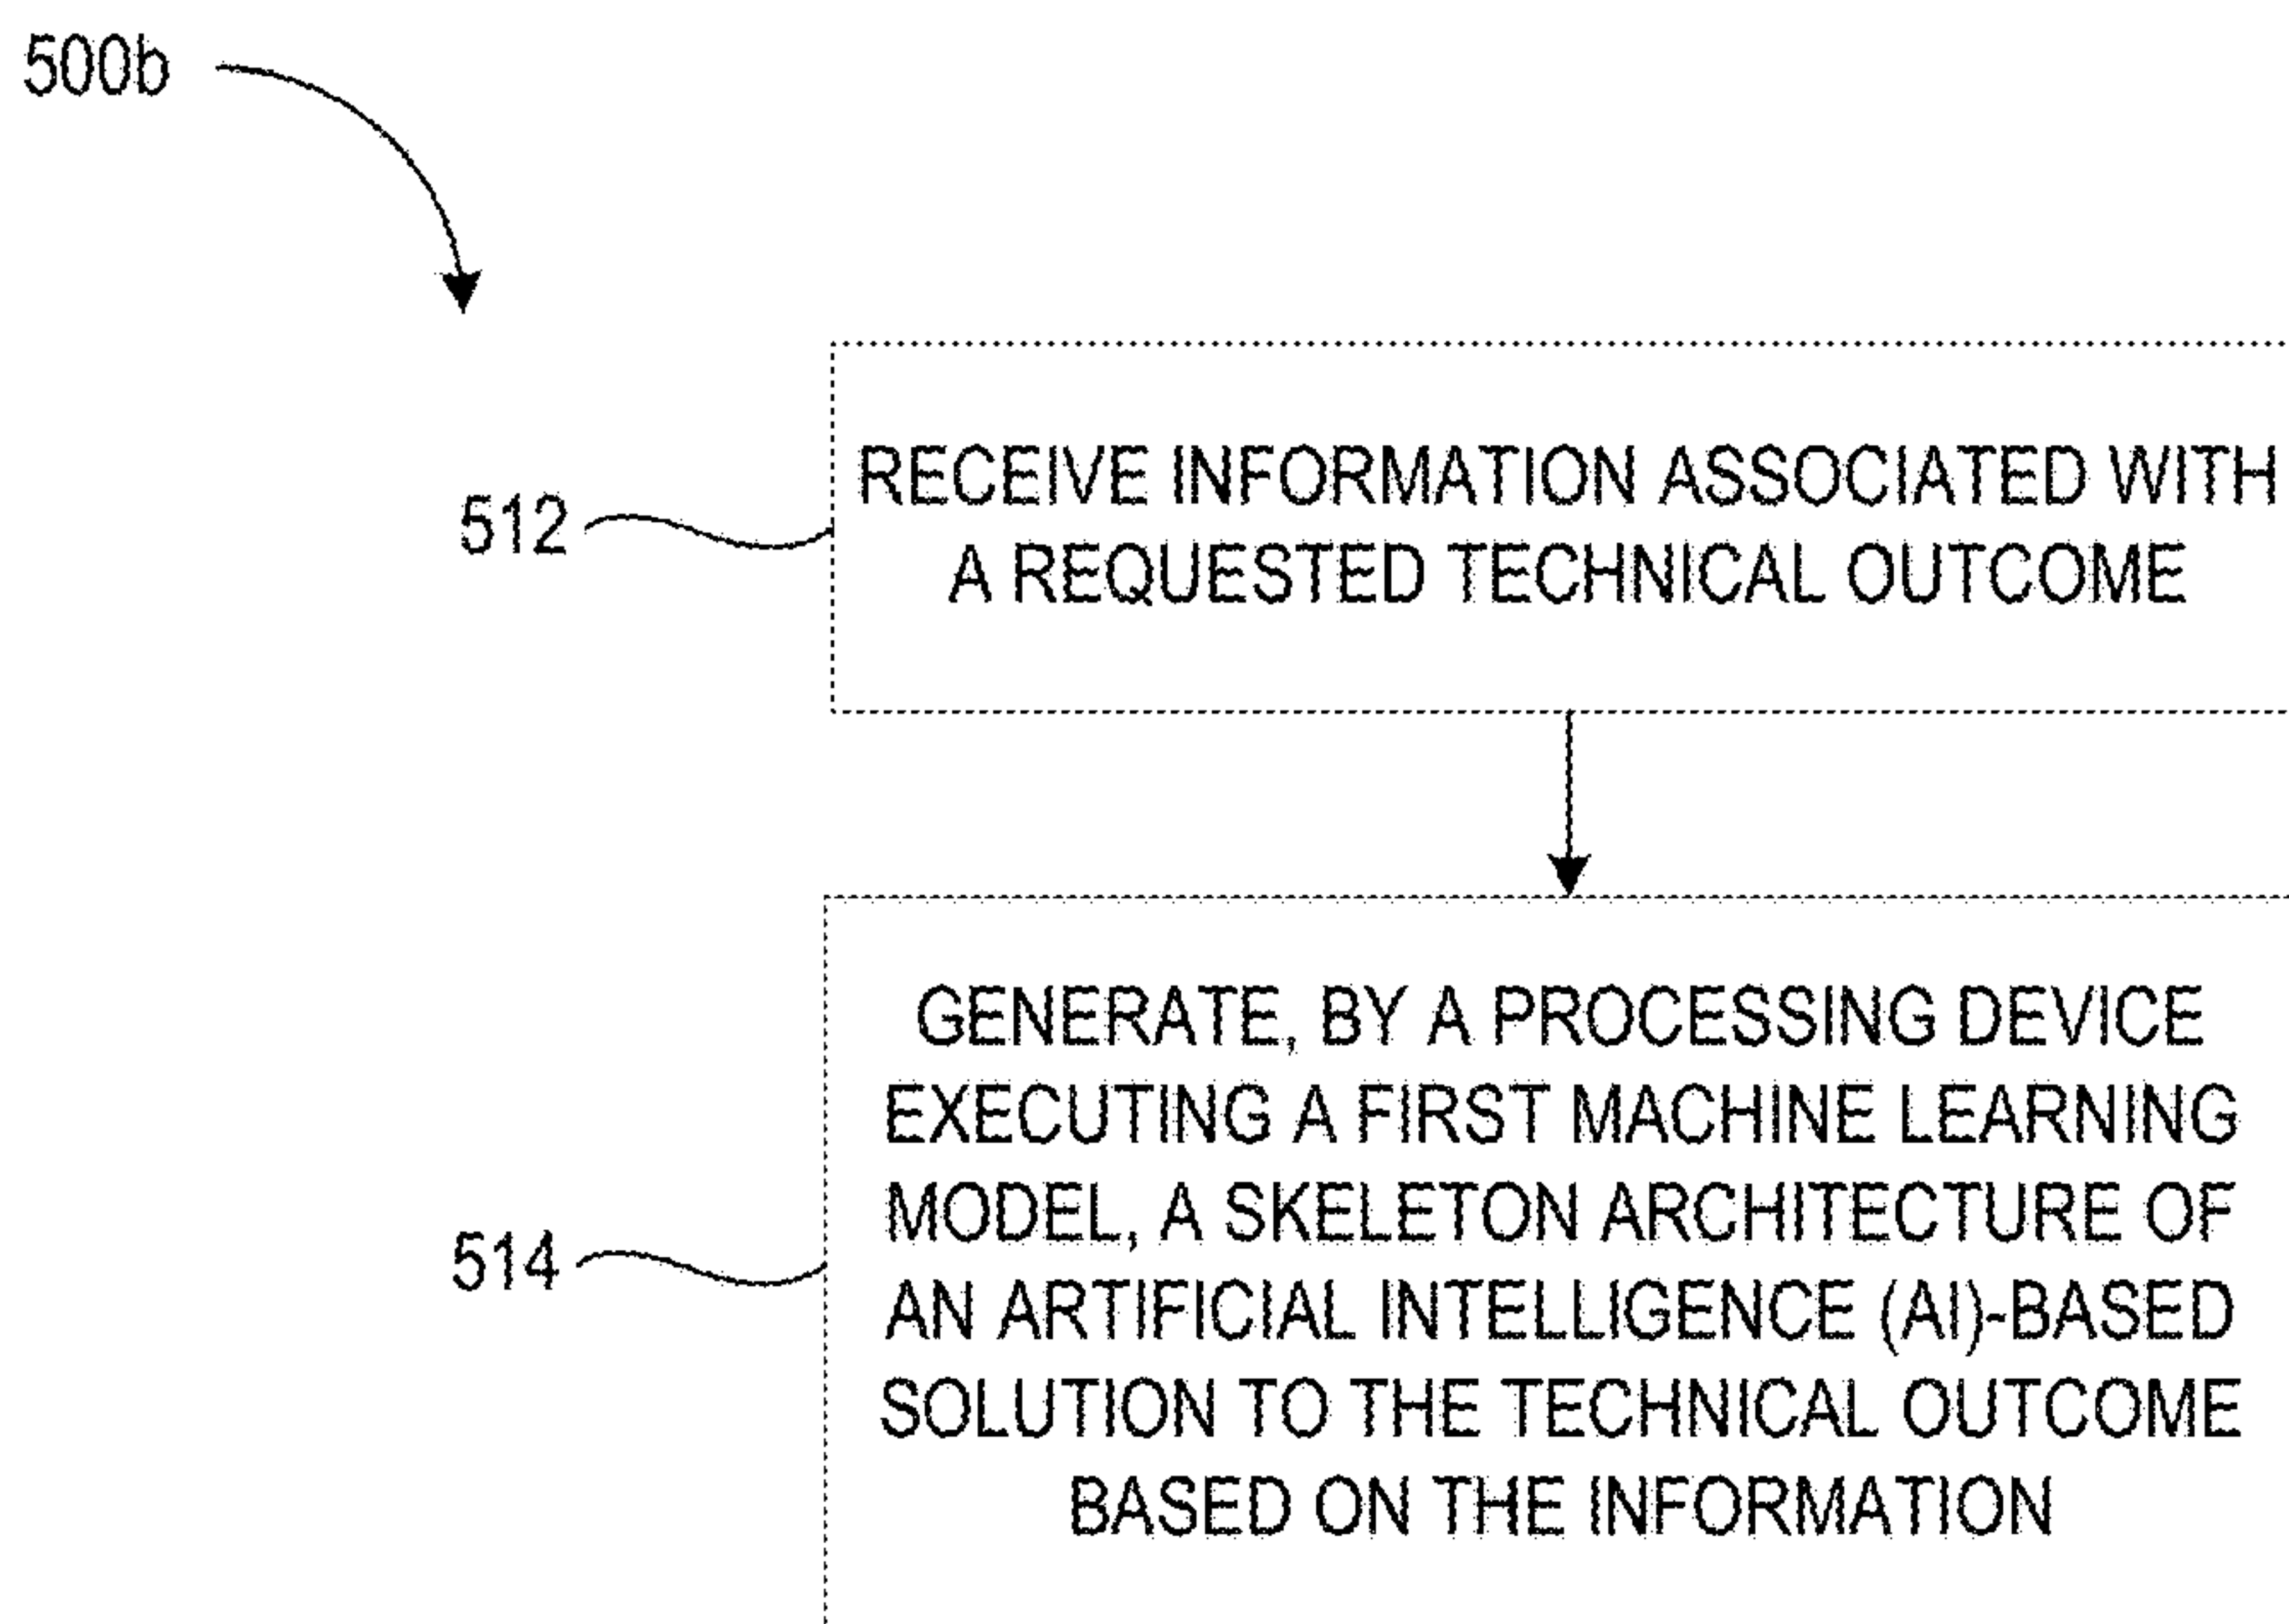 500b
512
RECEIVE INFORMATION ASSOCIATED WITH
A REQUESTED TECHNICAL OUTCOME
514
GENERATE, BY A PROCESSING DEVICE
EXECUTING A FIRST MACHINE LEARNING
MODEL, A SKELETON ARCHITECTURE OF
AN ARTIFICIAL INTELLIGENCE (AI)-BASED
SOLUTION TO THE TECHNICAL OUTCOME
BASED ON THE INFORMATION